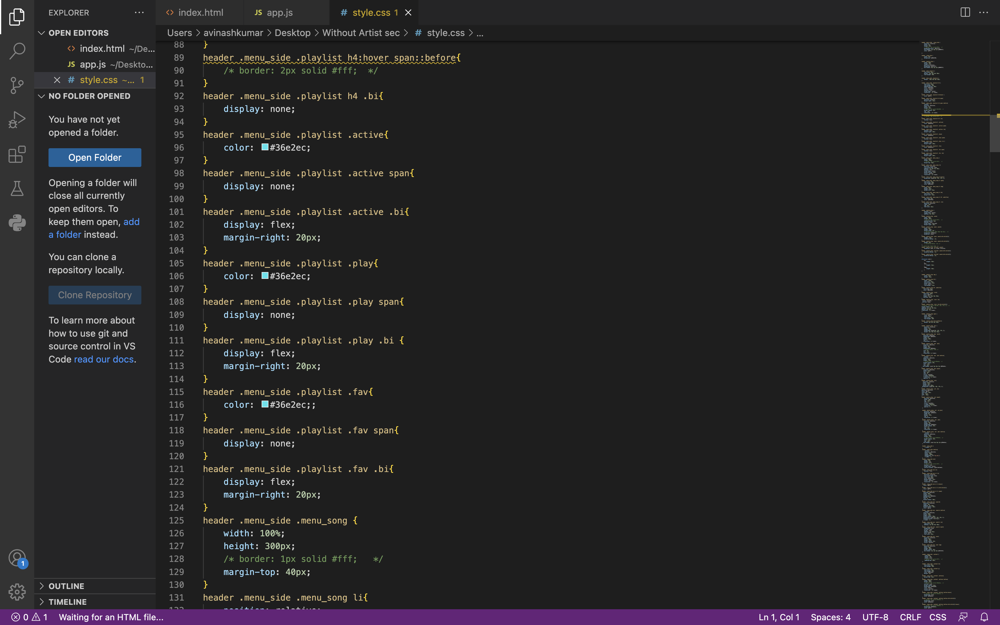 EXPLORER
index.html
JS app.js
# style.css 1
OPEN EDITORS
Users > avinashkumar > Desktop > Without Artist sec > # style.css > ...
index.html ~/De...
JS app.js ~/Deskto...
# style.css ~... 1
NO FOLDER OPENED
You have not yet
opened a folder.
Open Folder
Opening a folder will
close all currently
open editors. To
keep them open, add
a folder instead.
You can clone a
repository locally.
Clone Repository
To learn more about
how to use git and
source control in VS
Code read our docs.
OUTLINE
TIMELINE
88 }
89 header .menu_side .playlist h4:hover span::before{
90 /* border: 2px solid #fff;  */
91 }
92 header .menu_side .playlist h4 .bi{
93 display: none;
94 }
95 header .menu_side .playlist .active{
96 color: #36e2ec;
97 }
98 header .menu_side .playlist .active span{
99 display: none;
100 }
101 header .menu_side .playlist .active .bi{
102 display: flex;
103 margin-right: 20px;
104 }
105 header .menu_side .playlist .play{
106 color: #36e2ec;
107 }
108 header .menu_side .playlist .play span{
109 display: none;
110 }
111 header .menu_side .playlist .play .bi {
112 display: flex;
113 margin-right: 20px;
114 }
115 header .menu_side .playlist .fav{
116 color: #36e2ec;;
117 }
118 header .menu_side .playlist .fav span{
119 display: none;
120 }
121 header .menu_side .playlist .fav .bi{
122 display: flex;
123 margin-right: 20px;
124 }
125 header .menu_side .menu_song {
126 width: 100%;
127 height: 300px;
128 /* border: 1px solid #fff;   */
129 margin-top: 40px;
130 }
131 header .menu_side .menu_song li{
132 position: relative;
1
0 1 Waiting for an HTML file... Ln 1, Col 1 Spaces: 4 UTF-8 CRLF CSS